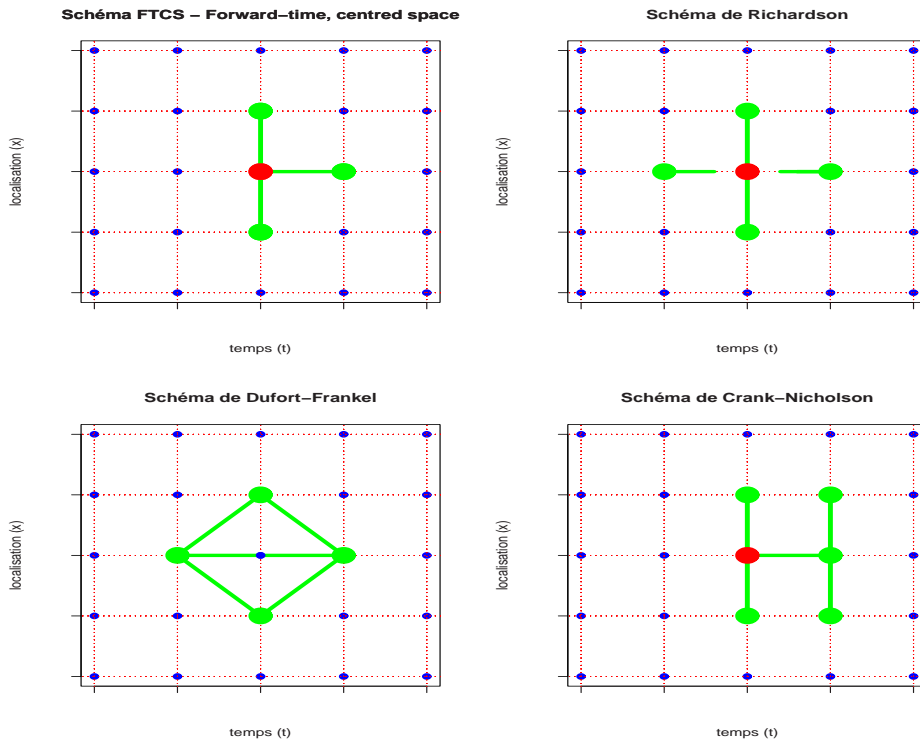 Schéma FTCS − Forward−time, centred space
localisation (x)
temps (t)
Schéma de Richardson
localisation (x)
temps (t)
Schéma de Dufort−Frankel
localisation (x)
temps (t)
Schéma de Crank−Nicholson
localisation (x)
temps (t)